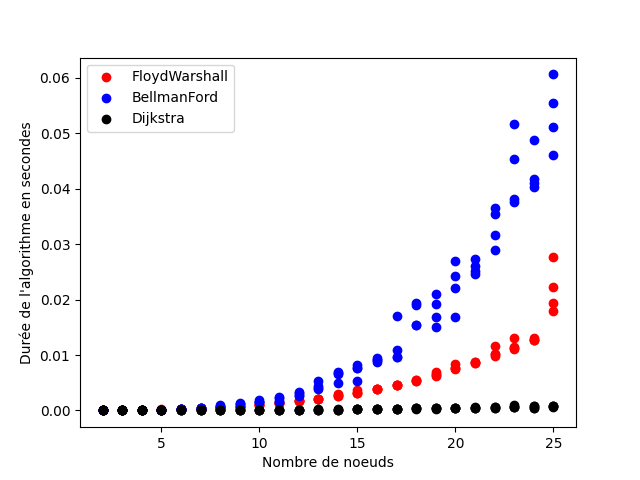 FloydWarshall
BellmanFord
Dijkstra
0.06
0.05
0.04
0.03
0.02
0.01
0.00
Durée de l'algorithme en secondes
5 10 15 20 25
Nombre de noeuds